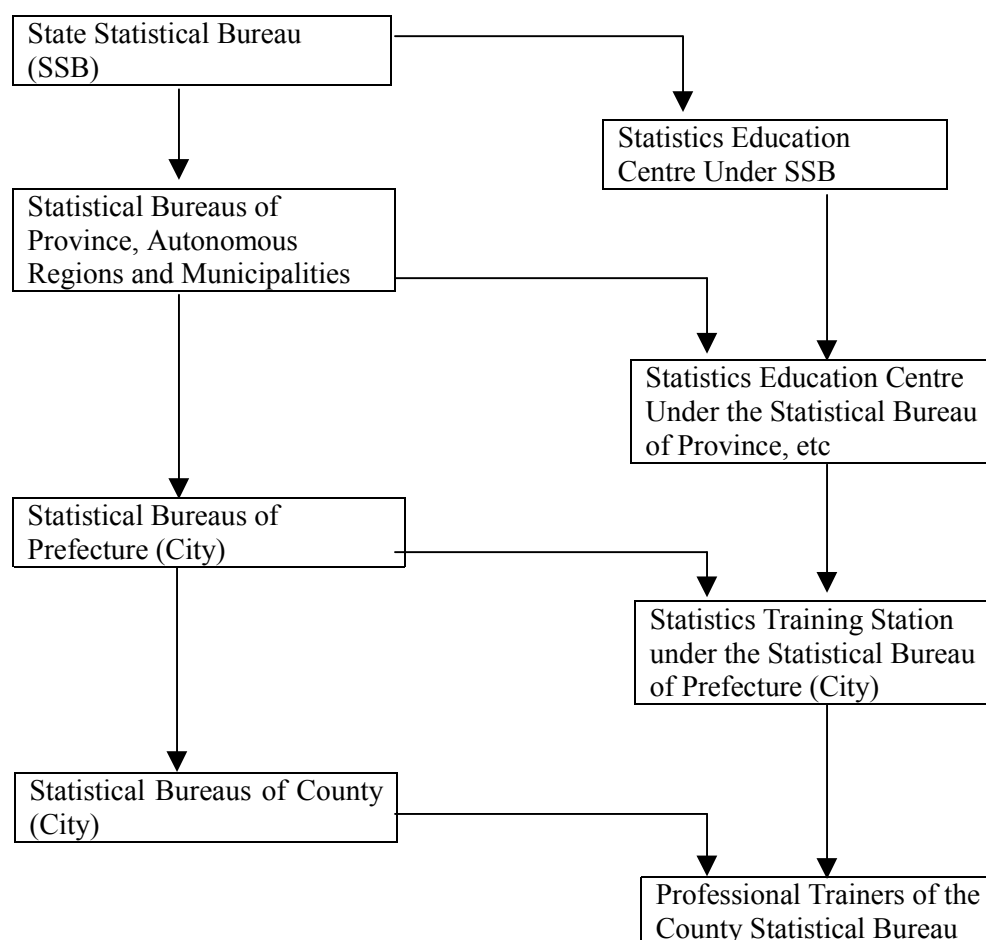 State Statistical Bureau
(SSB)
Statistics Education
Centre Under SSB
Statistical Bureaus of
Province, Autonomous
Regions and Municipalities
Statistics Education Centre
Under the Statistical Bureau
of Province, etc
Statistical Bureaus of
Prefecture (City)
Statistics Training Station
under the Statistical Bureau
of Prefecture (City)
Statistical Bureaus of County
(City)
Professional Trainers of the
County Statistical Bureau